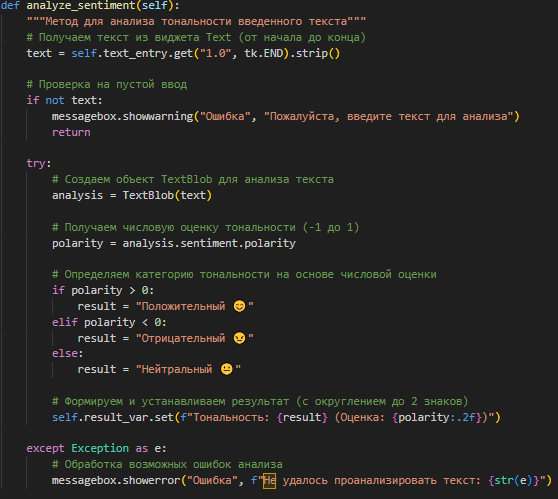 def analyze_sentiment(self):
    """Метод для анализа тональности введенного текста"""
    # Получаем текст из виджета Text (от начала до конца)
    text = self.text_entry.get("1.0", tk.END).strip()

    # Проверка на пустой ввод
    if not text:
        messagebox.showwarning("Ошибка", "Пожалуйста, введите текст для анализа")
        return

    try:
        # Создаем объект TextBlob для анализа текста
        analysis = TextBlob(text)

        # Получаем числовую оценку тональности (-1 до 1)
        polarity = analysis.sentiment.polarity

        # Определяем категорию тональности на основе числовой оценки
        if polarity > 0:
            result = "Положительный 😊"
        elif polarity < 0:
            result = "Отрицательный 😠"
        else:
            result = "Нейтральный 😐"

        # Формируем и устанавливаем результат (с округлением до 2 знаков)
        self.result_var.set(f"Тональность: {result} (Оценка: {polarity:.2f})")

    except Exception as e:
        # Обработка возможных ошибок анализа
        messagebox.showerror("Ошибка", f"Не удалось проанализировать текст: {str(e)}")